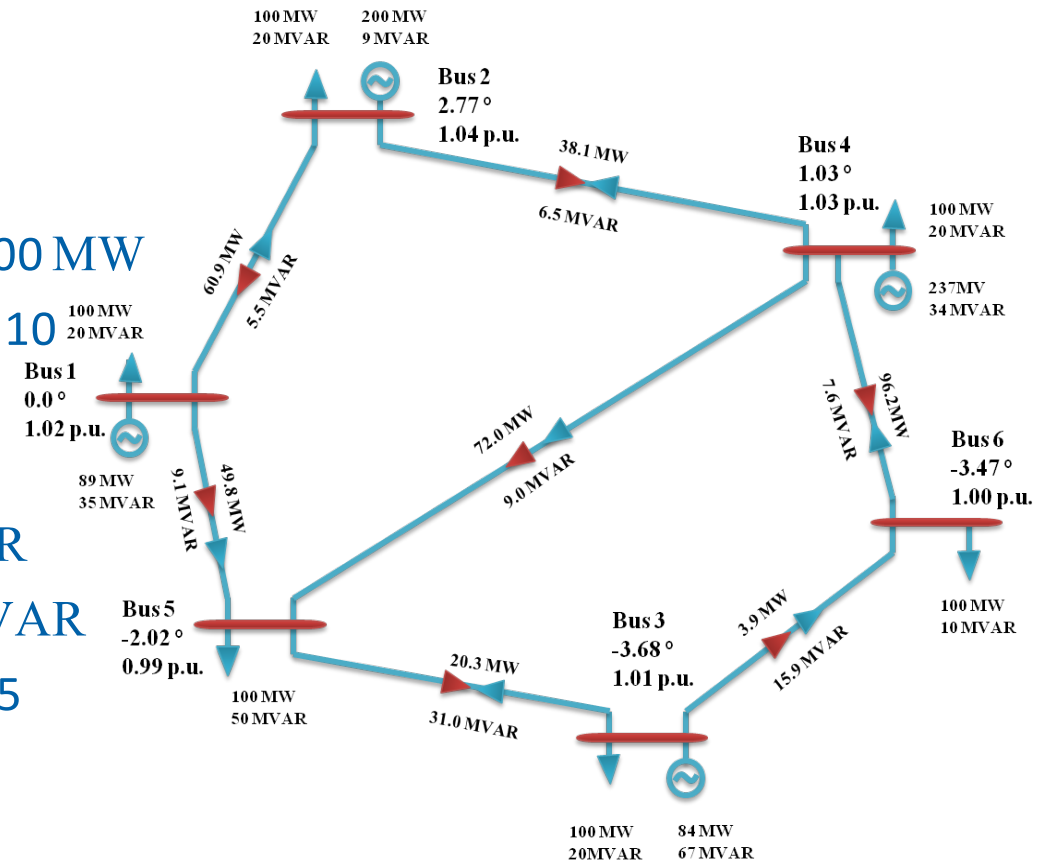 100 MW
20 MVAR
200 MW
9 MVAR
Bus 2
2.77 °
1.04 p.u.
38.1 MW
6.5 MVAR
Bus 4
1.03 °
1.03 p.u.
100 MW
20 MVAR
237MV
34 MVAR
60.9 MW
5.5 MVAR
00 MW
10
100 MW
20 MVAR
Bus 1
0.0 °
1.02 p.u.
89 MW
35 MVAR
49.8 MW
9.1 MVAR
72.0 MW
9.0 MVAR
96.2MW
7.6 MVAR
Bus 6
-3.47 °
1.00 p.u.
100 MW
10 MVAR
R
VAR
5
Bus 5
-2.02 °
0.99 p.u.
100 MW
50 MVAR
20.3 MW
31.0 MVAR
Bus 3
-3.68 °
1.01 p.u.
3.9 MW
15.9 MVAR
100 MW
20MVAR
84 MW
67 MVAR